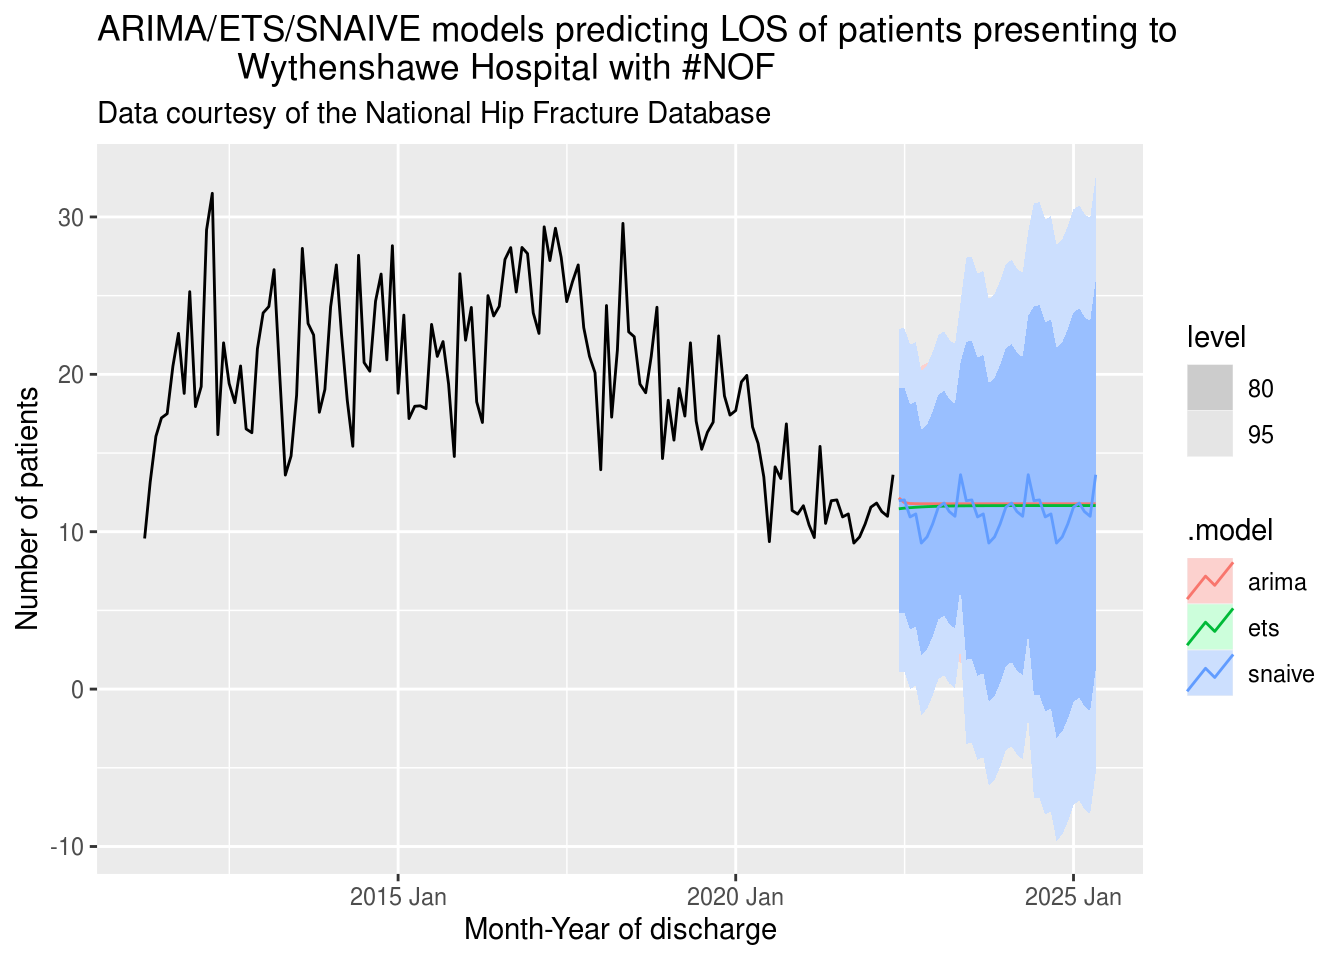 ARIMA/ETS/SNAIVE models predicting LOS of patients presenting to
Wythenshawe Hospital with #NOF
Data courtesy of the National Hip Fracture Database
Number of patients
30
20
10
0
-10
2015 Jan
2020 Jan
2025 Jan
Month-Year of discharge
level
80
95
.model
arima
ets
snaive